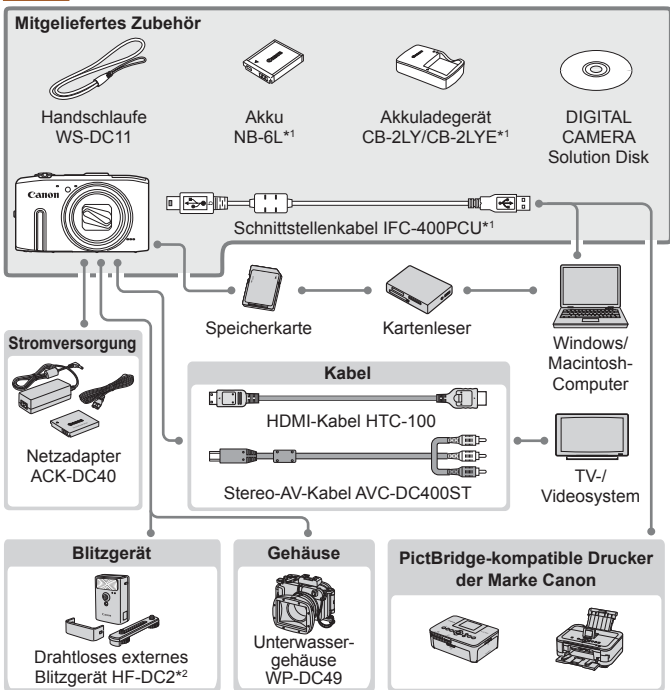 Mitgeliefertes Zubehör
Handschlaufe
WS-DC11
Akku
NB-6L*1
Akkuladegerät
CB-2LY/CB-2LYE*1
DIGITAL
CAMERA
Solution Disk
Canon
Schnittstellenkabel IFC-400PCU*1
Speicherkarte
Kartenleser
Windows/
Macintosh-
Computer
Stromversorgung
Netzadapter
ACK-DC40
Kabel
HDMI-Kabel HTC-100
Stereo-AV-Kabel AVC-DC400ST
TV-/
Videosystem
Blitzgerät
Drahtloses externes
Blitzgerät HF-DC2*2
Gehäuse
Unterwasser-
gehäuse
WP-DC49
PictBridge-kompatible Drucker
der Marke Canon